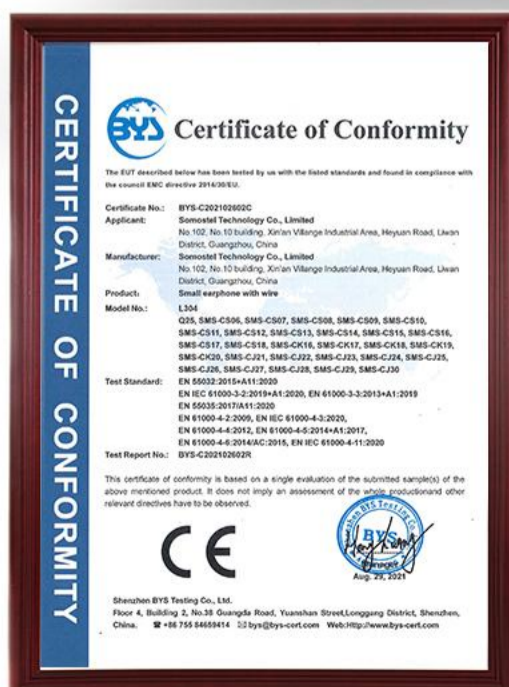 CERTIFICATE OF CONFORMITY
BYS
Certificate of Conformity
The EUT described below has been tested by us with the listed standards and found in compliance with
the council EMC directive 2014/30/EU.
Certificate No.: BYS-C202102602C
Applicant: Somostel Technology Co., Limited
No.102, No.10 building, Xin'an Villange Industrial Area, Heyuan Road, Liwan
District, Guangzhou, China
Manufacturer: Somostel Technology Co., Limited
No.102, No.10 building, Xin'an Villange Industrial Area, Heyuan Road, Liwan
District, Guangzhou, China
Product: Small earphone with wire
Model No.: L304
Q25, SMS-CS06, SMS-CS07, SMS-CS08, SMS-CS09, SMS-CS10,
SMS-CS11, SMS-CS12, SMS-CS13, SMS-CS14, SMS-CS15, SMS-CS16,
SMS-CS17, SMS-CS18, SMS-CK16, SMS-CK17, SMS-CK18, SMS-CK19,
SMS-CK20, SMS-CJ21, SMS-CJ22, SMS-CJ23, SMS-CJ24, SMS-CJ25,
SMS-CJ26, SMS-CJ27, SMS-CJ28, SMS-CJ29, SMS-CJ30
Test Standard: EN 55032:2015+A11:2020
EN IEC 61000-3-2:2019+A1:2020, EN 61000-3-3:2013+A1:2019
EN 55035:2017/A11:2020
EN 61000-4-2:2009, EN IEC 61000-4-3:2020,
EN 61000-4-4:2012, EN 61000-4-5:2014+A1:2017,
EN 61000-4-6:2014/AC:2015, EN IEC 61000-4-11:2020
Test Report No.: BYS-C202102602R
This certificate of conformity is based on a single evaluation of the submitted sample(s) of the
above mentioned product. It does not imply an assessment of the whole productionand other
relevant directives have to be observed.
CE
BYS Testing Co.
BYS
Aug. 29, 2021
Shenzhen BYS Testing Co., Ltd.
Floor 4, Building 2, No.38 Guangda Road, Yuanshan Street,Longgang District, Shenzhen,
China. ☎ +86 755 84659414 ✉ bys@bys-cert.com Web:Http://www.bys-cert.com